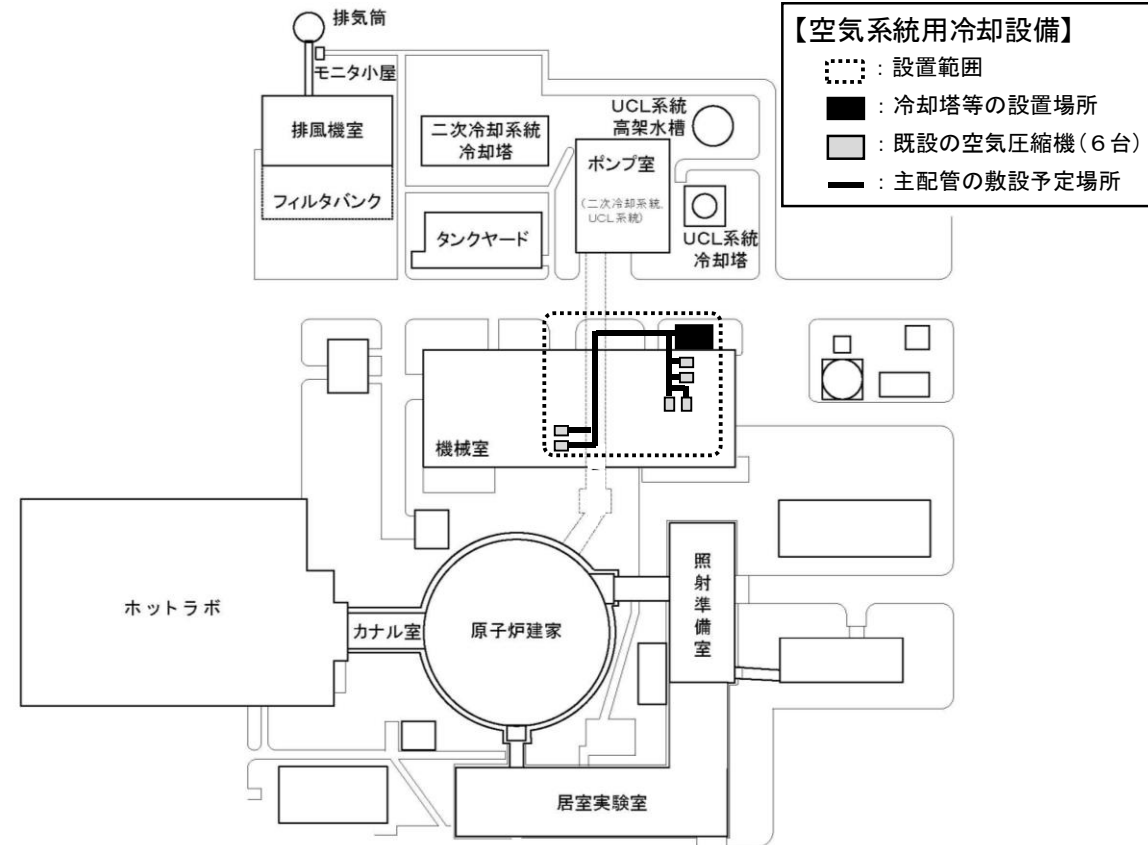 排気筒
モニタ小屋
排風機室
フィルタバンク
二次冷却系統
冷却塔
タンクヤード
UCL系統
高架水槽
ポンプ室
(二次冷却系統,
UCL系統)
UCL系統
冷却塔
【空気系統用冷却設備】
：設置範囲
：冷却塔等の設置場所
：既設の空気圧縮機(６台)
：主配管の敷設予定場所
機械室
ホットラボ
カナル室
原子炉建家
照射準備室
居室実験室